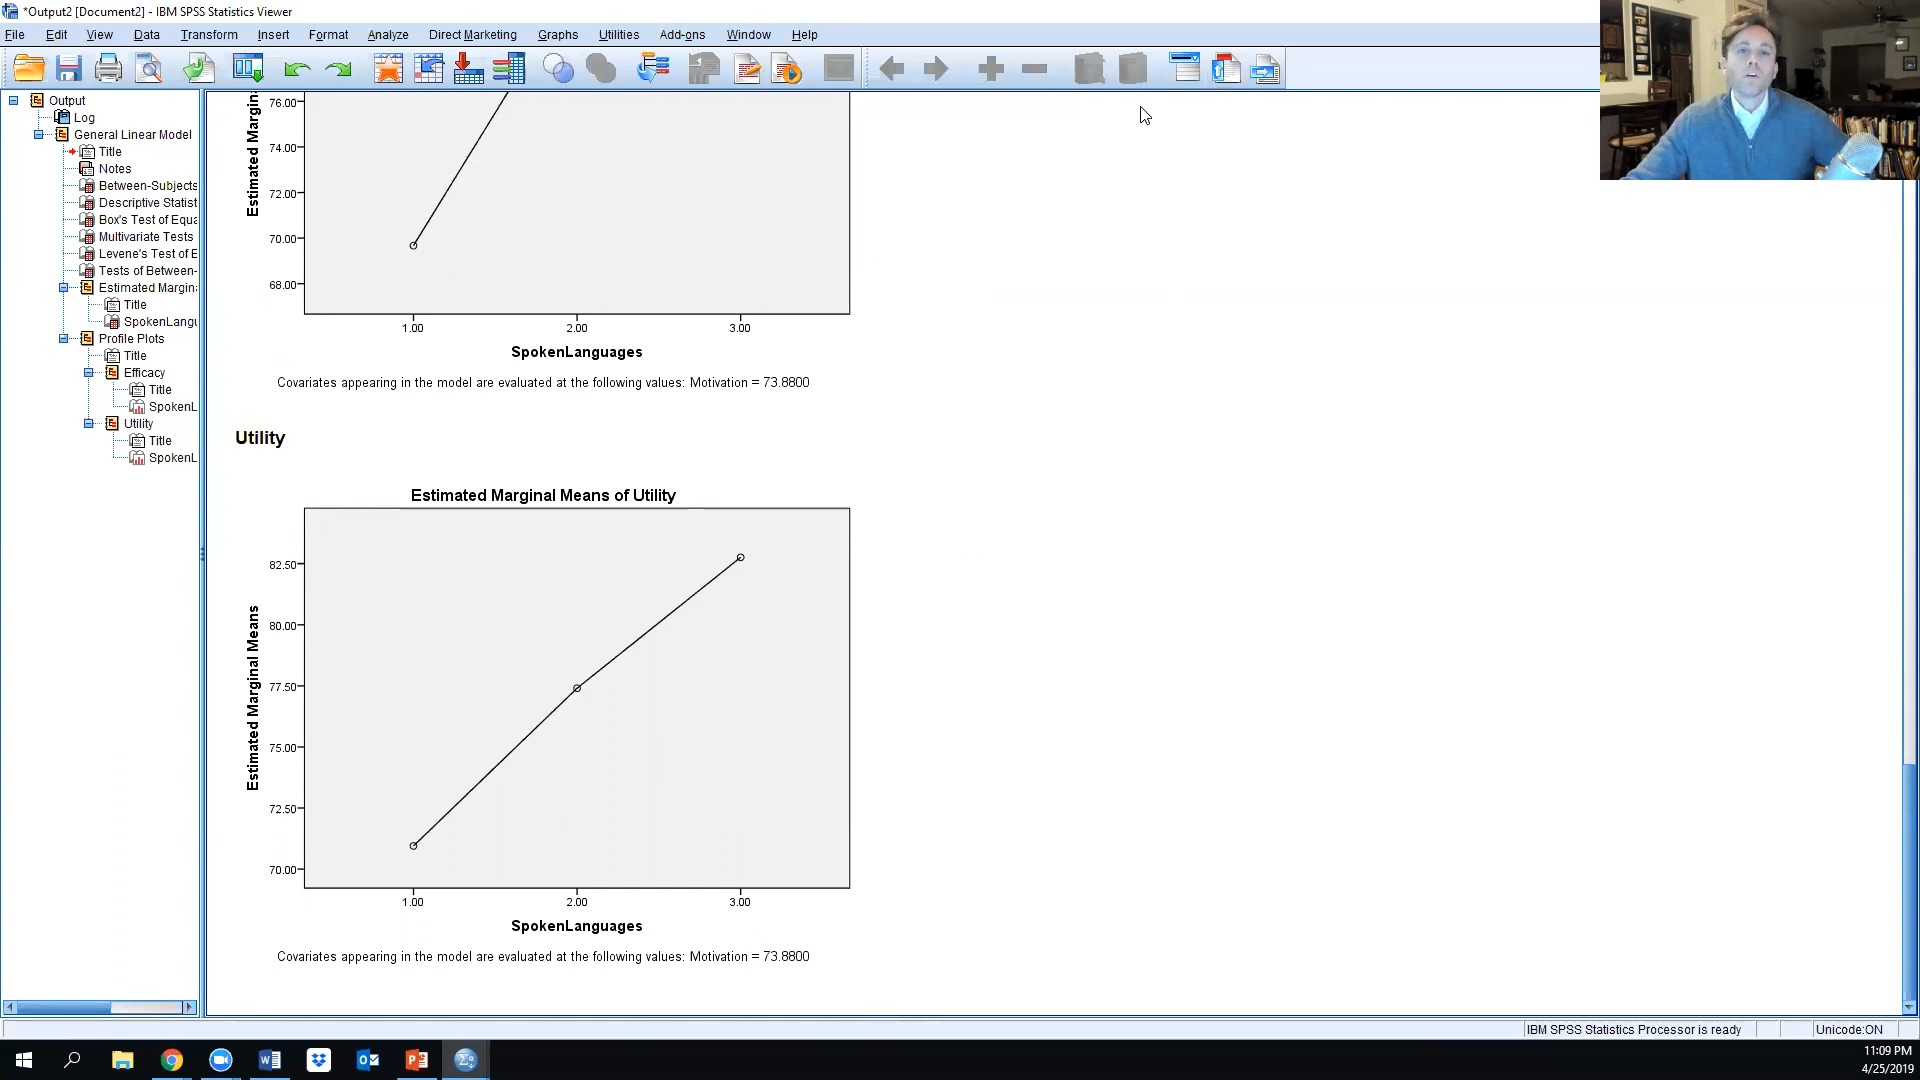 *Output2 [Document2] - IBM SPSS Statistics Viewer
File Edit View Data Transform Insert Format Analyze Direct Marketing Graphs Utilities Add-ons Window Help
Output
Log
General Linear Model
Title
Notes
Between-Subjects
Descriptive Statist
Box's Test of Equa
Multivariate Tests
Levene's Test of E
Tests of Between-
Estimated Margin
Title
SpokenLangu
Profile Plots
Title
Efficacy
Title
SpokenL
Utility
Title
SpokenL
Estimated Margin
76.00
74.00
72.00
70.00
68.00
1.00 2.00 3.00
SpokenLanguages
Covariates appearing in the model are evaluated at the following values: Motivation = 73.8800
Utility
Estimated Marginal Means of Utility
Estimated Marginal Means
82.50
80.00
77.50
75.00
72.50
70.00
1.00 2.00 3.00
SpokenLanguages
Covariates appearing in the model are evaluated at the following values: Motivation = 73.8800
IBM SPSS Statistics Processor is ready Unicode:ON
11:09 PM
4/25/2019